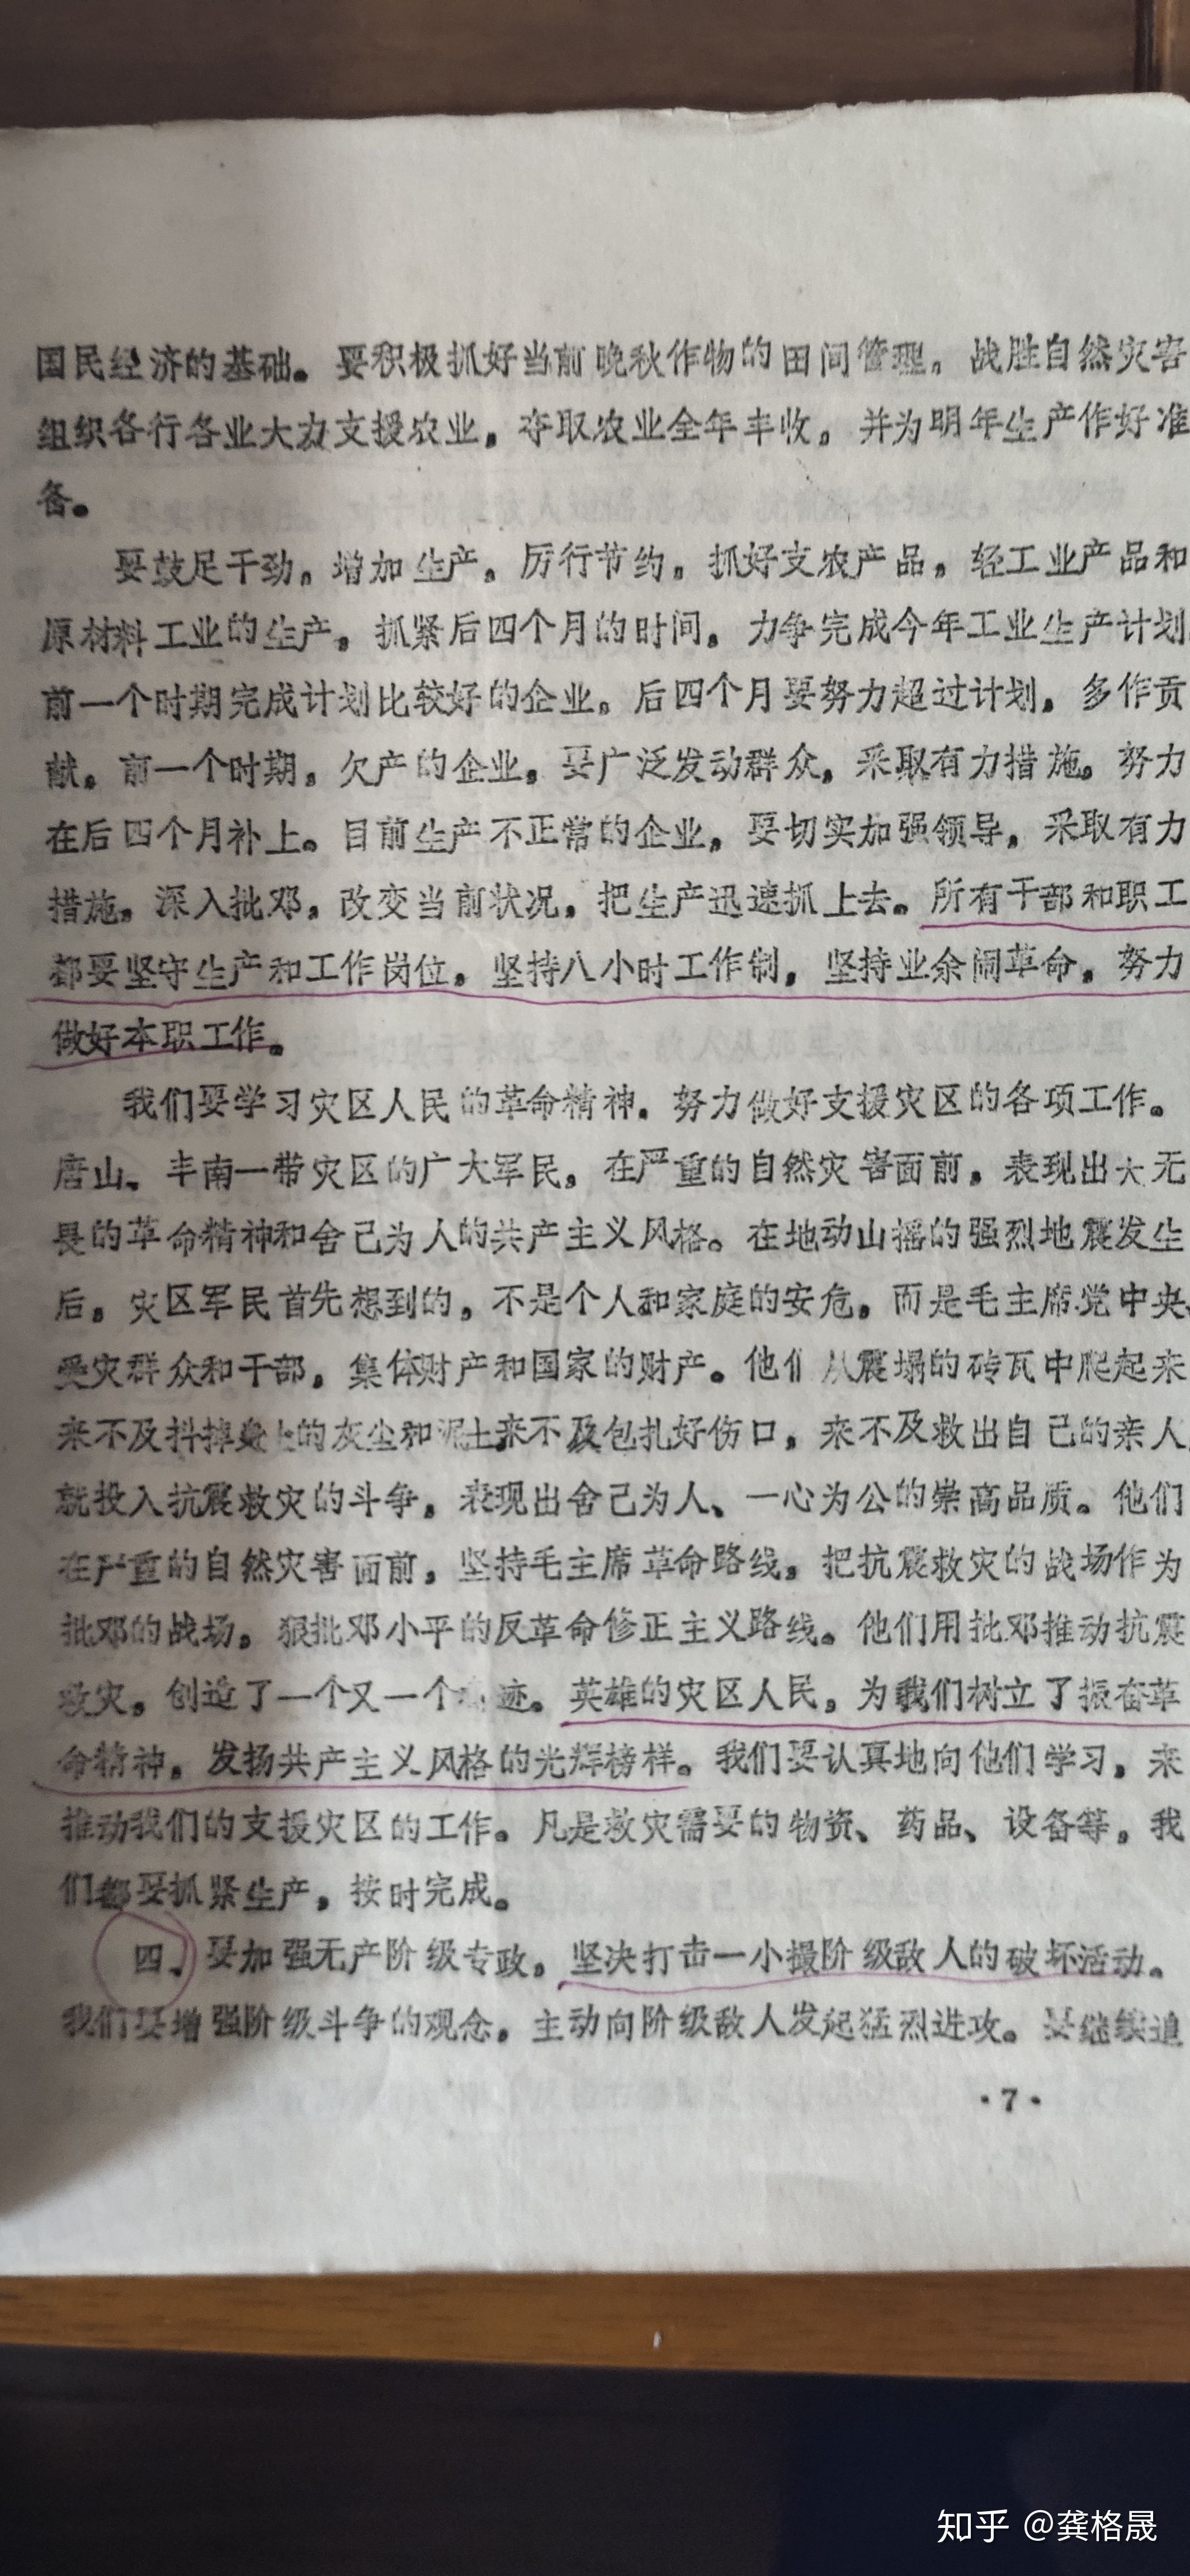 国民经济的基础。要积极抓好当前晚秋作物的田间管理，战胜自然灾害
组织各行各业大力支援农业，夺取农业全年丰收，并为明年生产作好准
备。
要鼓足干劲，增加生产，厉行节约，抓好支农产品，轻工业产品和
原材料工业的生产，抓紧后四个月的时间，力争完成今年工业生产计划
前一个时期完成计划比较好的企业，后四个月要努力超过计划，多作贡
献，前一个时期，欠产的企业，要广泛发动群众，采取有力措施，努力
在后四个月补上。目前生产不正常的企业，要切实加强领导，采取有力
措施，深入批邓，改变当前状况，把生产迅速抓上去。所有干部和职工
都要坚守生产和工作岗位，坚持八小时工作制，坚持业余闹革命，努力
做好本职工作。
我们要学习灾区人民的革命精神，努力做好支援灾区的各项工作。
唐山、丰南一带灾区的广大军民，在严重的自然灾害面前，表现出大无
畏的革命精神和舍己为人的共产主义风格。在地动山摇的强烈地震发生
后，灾区军民首先想到的，不是个人和家庭的安危，而是毛主席党中央、
受灾群众和干部，集体财产和国家的财产。他们从震塌的砖瓦中爬起来
来不及抖掉身上的灰尘和泥土，来不及包扎好伤口，来不及救出自己的亲人，
就投入抗震救灾的斗争，表现出舍己为人、一心为公的崇高品质。他们
在严重的自然灾害面前，坚持毛主席革命路线，把抗震救灾的战场作为
批邓的战场，狠批邓小平的反革命修正主义路线。他们用批邓推动抗震
救灾，创造了一个又一个 迹。英雄的灾区人民，为我们树立了振奋革
命精神，发扬共产主义风格的光辉榜样。我们要认真地向他们学习，来
推动我们的支援灾区的工作。凡是救灾需要的物资、药品、设备等，我
们都要抓紧生产，按时完成。
四、要加强无产阶级专政，坚决打击一小撮阶级敌人的破坏活动。
我们要增强阶级斗争的观念，主动向阶级敌人发起猛烈进攻。要继续追
·7·
知乎 @龚格晟